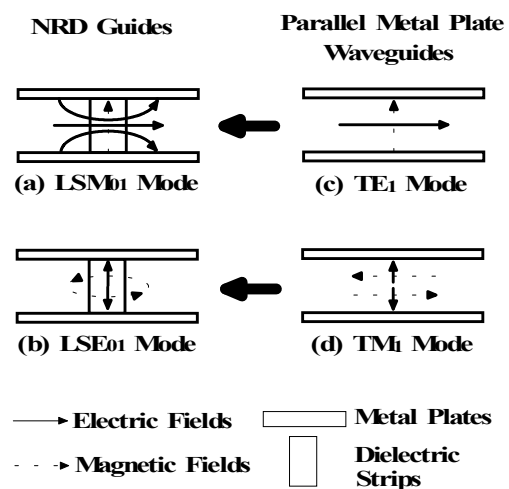 NRD Guides
Parallel Metal Plate
Waveguides
(a) LSM01 Mode
(c) TE1 Mode
(b) LSE01 Mode
(d) TM1 Mode
Electric Fields
Metal Plates
Magnetic Fields
Dielectric
Strips